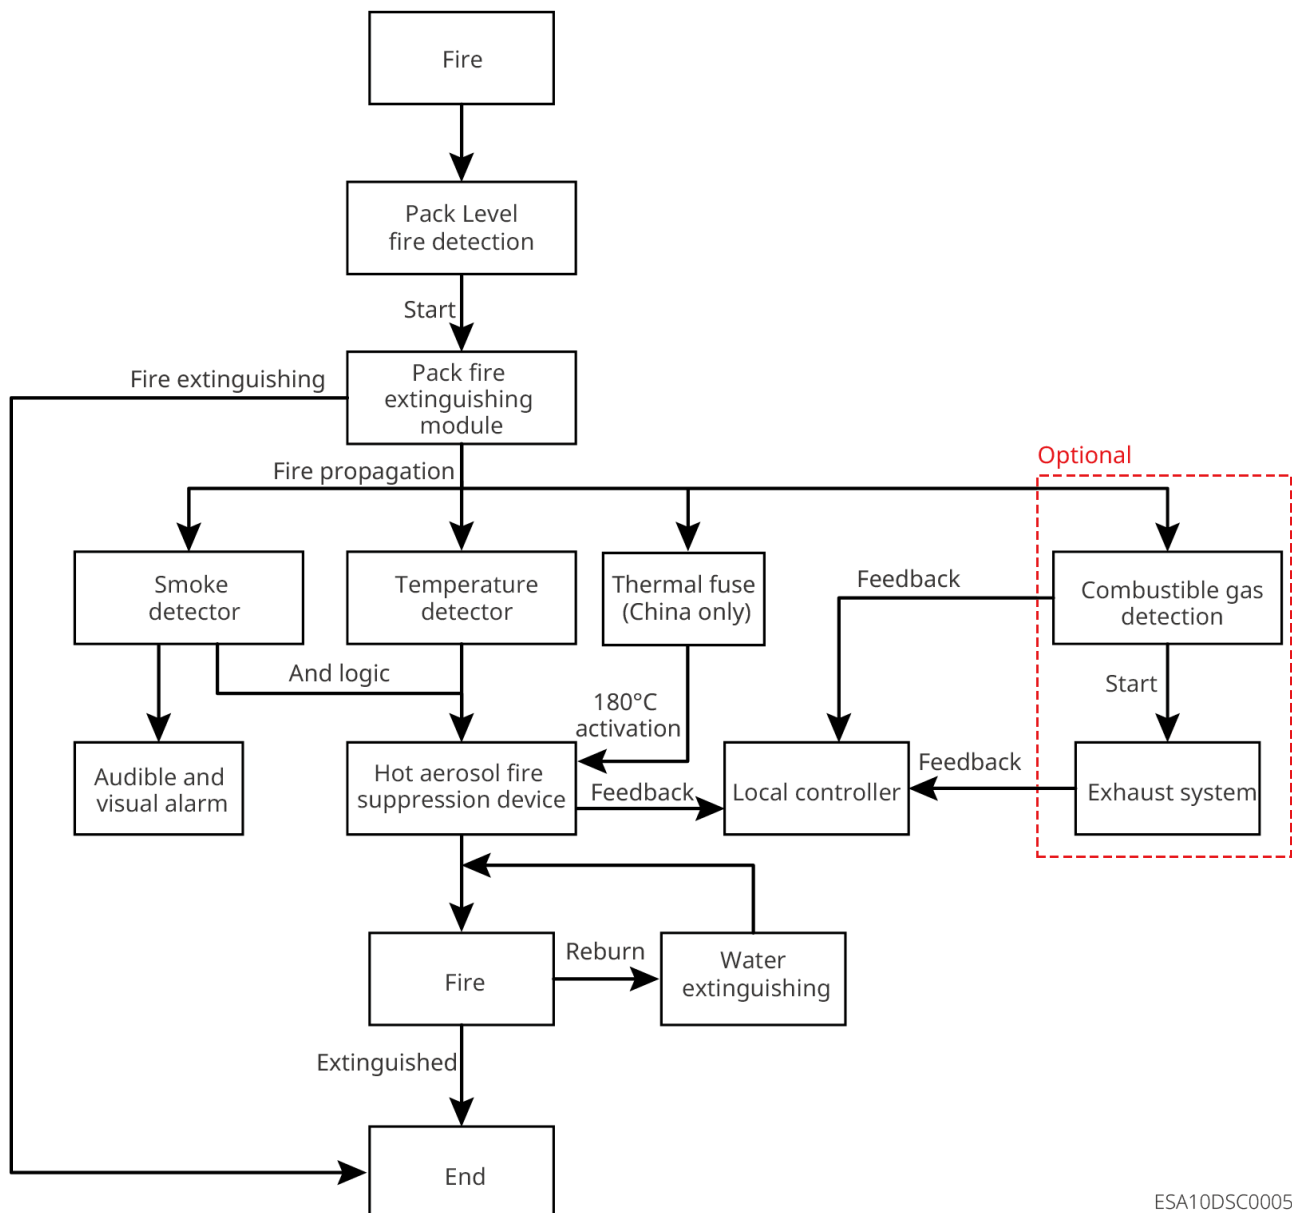 Fire
Pack Level
fire detection
Start
Fire extinguishing
Pack fire
extinguishing
module
Optional
Fire propagation
Smoke
detector
Temperature
detector
Thermal fuse
(China only)
Feedback
Combustible gas
detection
And logic
180°C
activation
Start
Audible and
visual alarm
Hot aerosol fire
suppression device
Feedback
Local controller
Feedback
Exhaust system
Fire
Reburn
Water
extinguishing
Extinguished
End
ESA10DSC0005